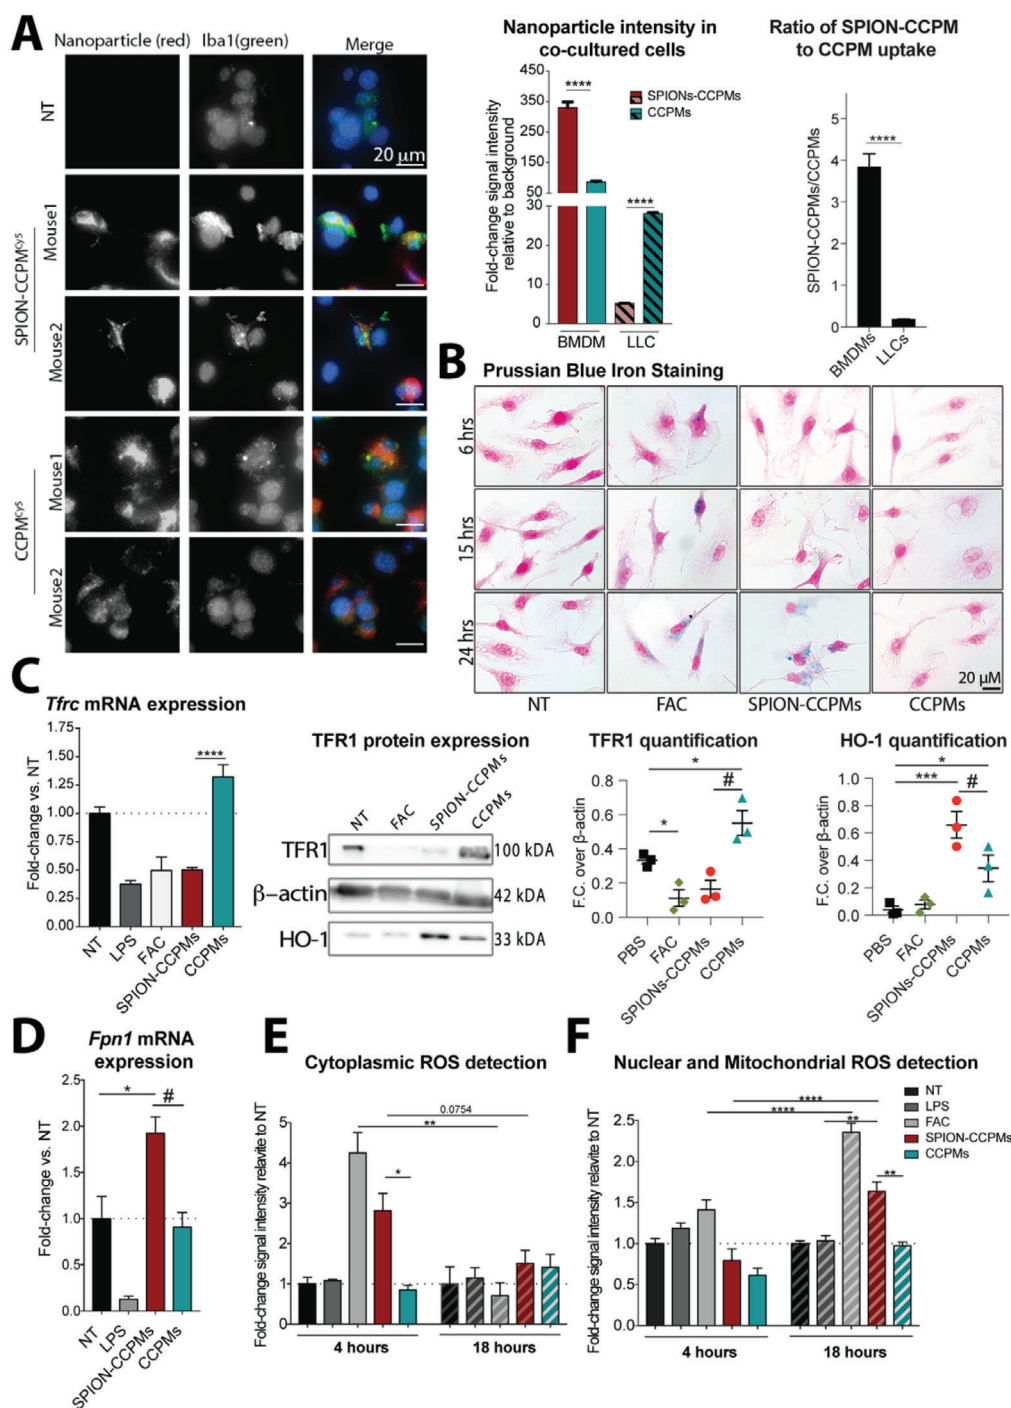 A
Nanoparticle (red)
Iba1(green)
Merge
NT
20 µm
SPION-CCPMCy5
Mouse1
Mouse2
CCPMCy5
Mouse1
Mouse2
Nanoparticle intensity in
co-cultured cells
Fold-change signal intensity
relative to background
450
350
250
150
50
30
20
10
0
****
****
SPIONs-CCPMs
CCPMs
BMDM
LLC
Ratio of SPION-CCPM
to CCPM uptake
SPION-CCPMs/CCPMs
5
4
3
2
1
0
****
BMDMs
LLCs
B
Prussian Blue Iron Staining
6 hrs
15 hrs
24 hrs
20 µM
NT
FAC
SPION-CCPMs
CCPMs
C
Tfrc mRNA expression
Fold-change vs. NT
1.75
1.50
1.25
1.00
0.75
0.50
0.25
0.00
****
NT
LPS
FAC
SPION-CCPMs
CCPMs
TFR1 protein expression
NT
FAC
SPION-CCPMs
CCPMs
TFR1
100 kDA
β-actin
42 kDA
HO-1
33 kDA
TFR1 quantification
F.C. over β-actin
0.8
0.6
0.4
0.2
0.0
*
#
*
PBS
FAC
SPIONs-CCPMs
CCPMs
HO-1 quantification
F.C. over β-actin
1.0
0.8
0.6
0.4
0.2
0.0
*
***
#
PBS
FAC
SPIONs-CCPMs
CCPMs
D
Fpn1 mRNA
expression
Fold-change vs. NT
2.5
2.0
1.5
1.0
0.5
0.0
*
#
NT
LPS
SPION-CCPMs
CCPMs
E
Cytoplasmic ROS detection
Fold-change signal intensity relavite to NT
5
4
3
2
1
0
0.0754
**
*
4 hours
18 hours
F
Nuclear and Mitochondrial ROS detection
Fold-change signal intensity relavite to NT
2.5
2.0
1.5
1.0
0.5
0.0
****
****
**
**
NT
LPS
FAC
SPION-CCPMs
CCPMs
4 hours
18 hours